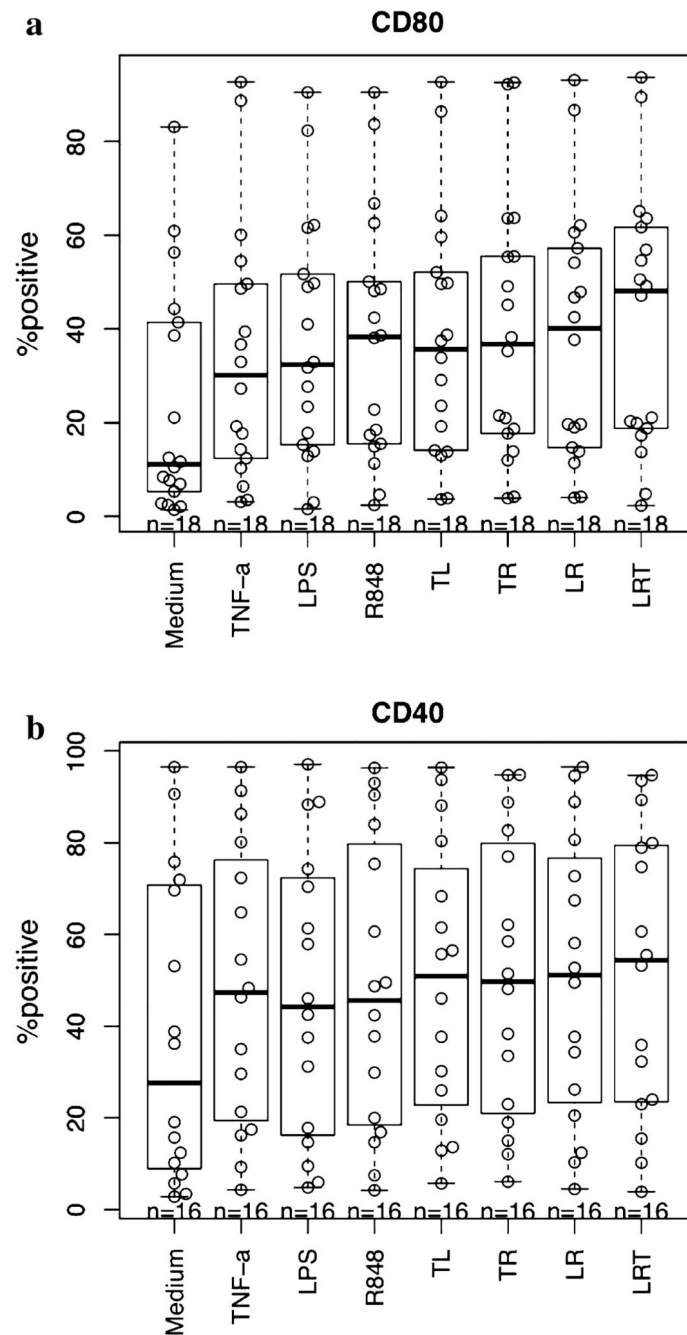 a
CD80
%positive
80
60
40
20
0
n=18 n=18 n=18 n=18 n=18 n=18 n=18 n=18
Medium TNF-a LPS R848 TL TR LR LRT
b
CD40
%positive
100
80
60
40
20
0
n=16 n=16 n=16 n=16 n=16 n=16 n=16 n=16
Medium TNF-a LPS R848 TL TR LR LRT